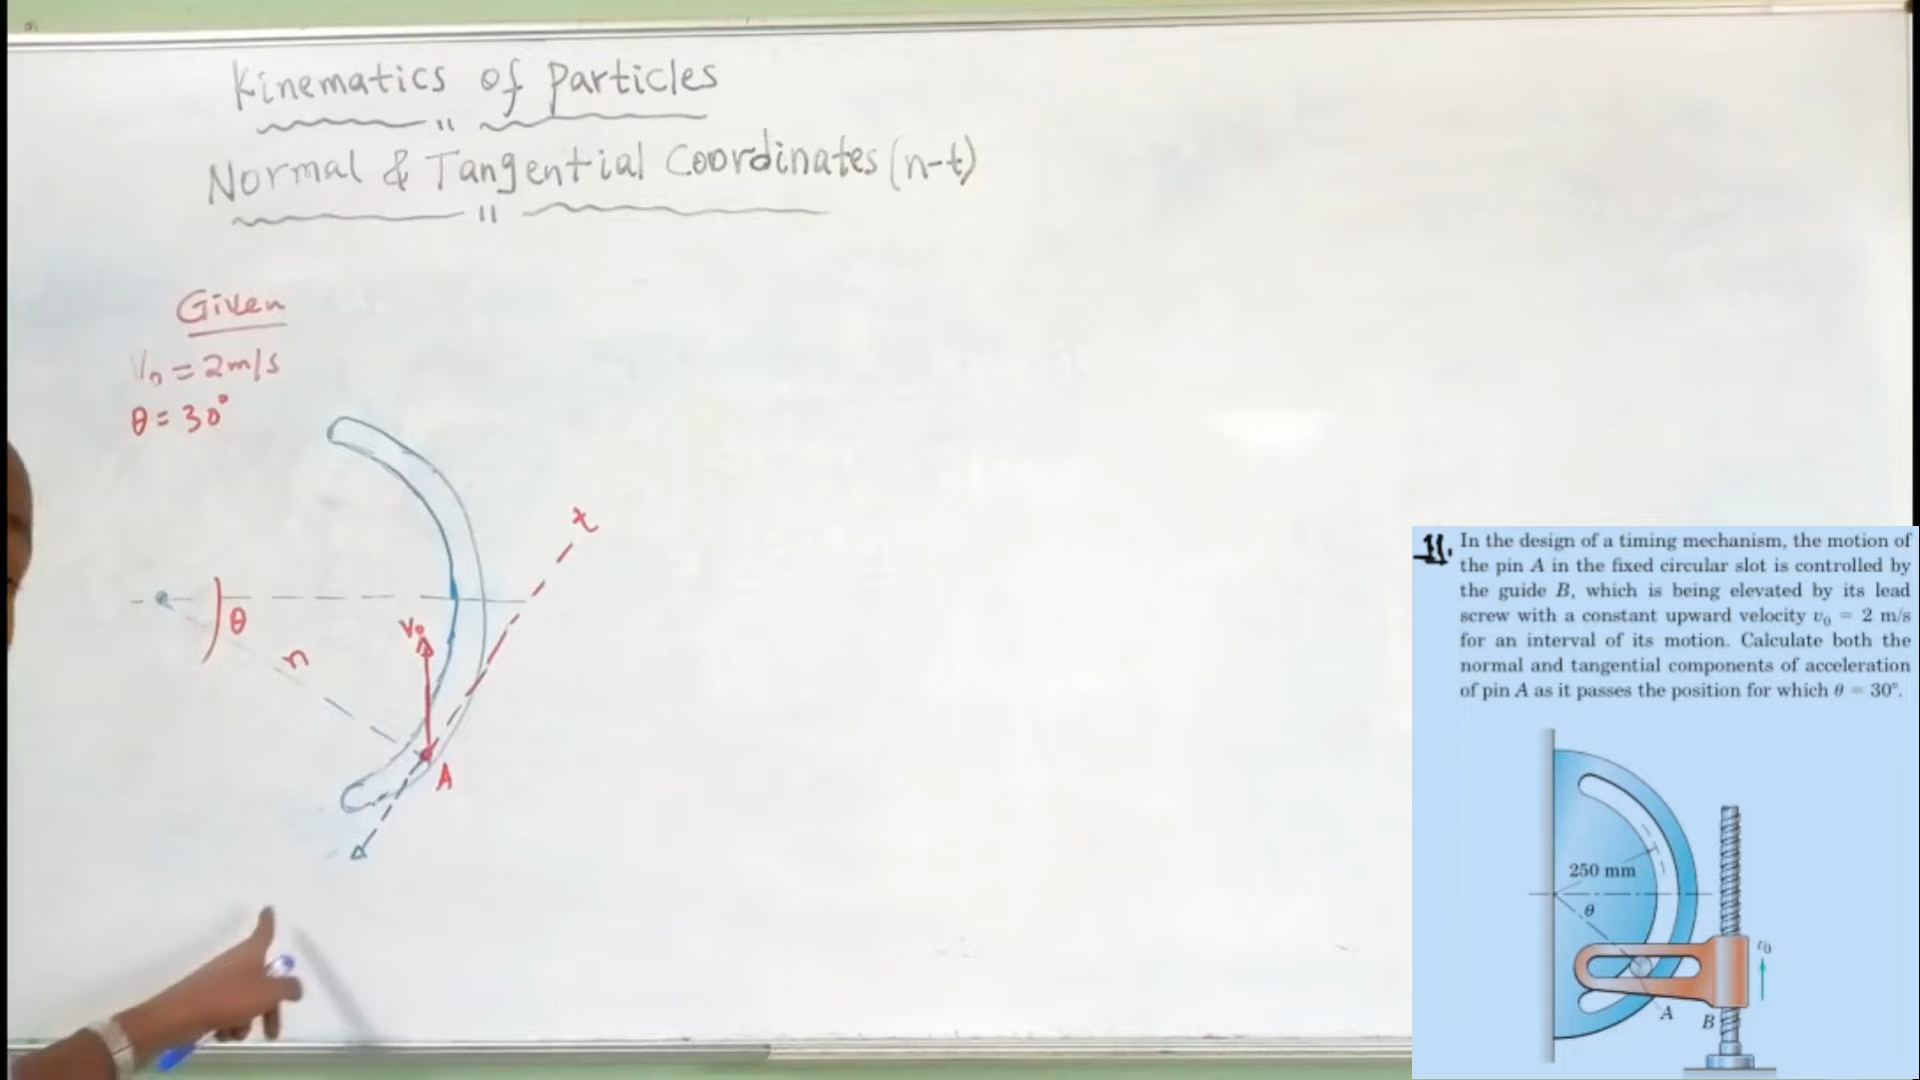 Kinematics of particles
Normal & Tangential Coordinates (n-t)
Given
V₀ = 2m/s
θ = 30°
t
θ
n
V₀
A
11. In the design of a timing mechanism, the motion of
the pin A in the fixed circular slot is controlled by
the guide B, which is being elevated by its lead
screw with a constant upward velocity v₀ = 2 m/s
for an interval of its motion. Calculate both the
normal and tangential components of acceleration
of pin A as it passes the position for which θ = 30°.
250 mm
θ
v₀
A
B